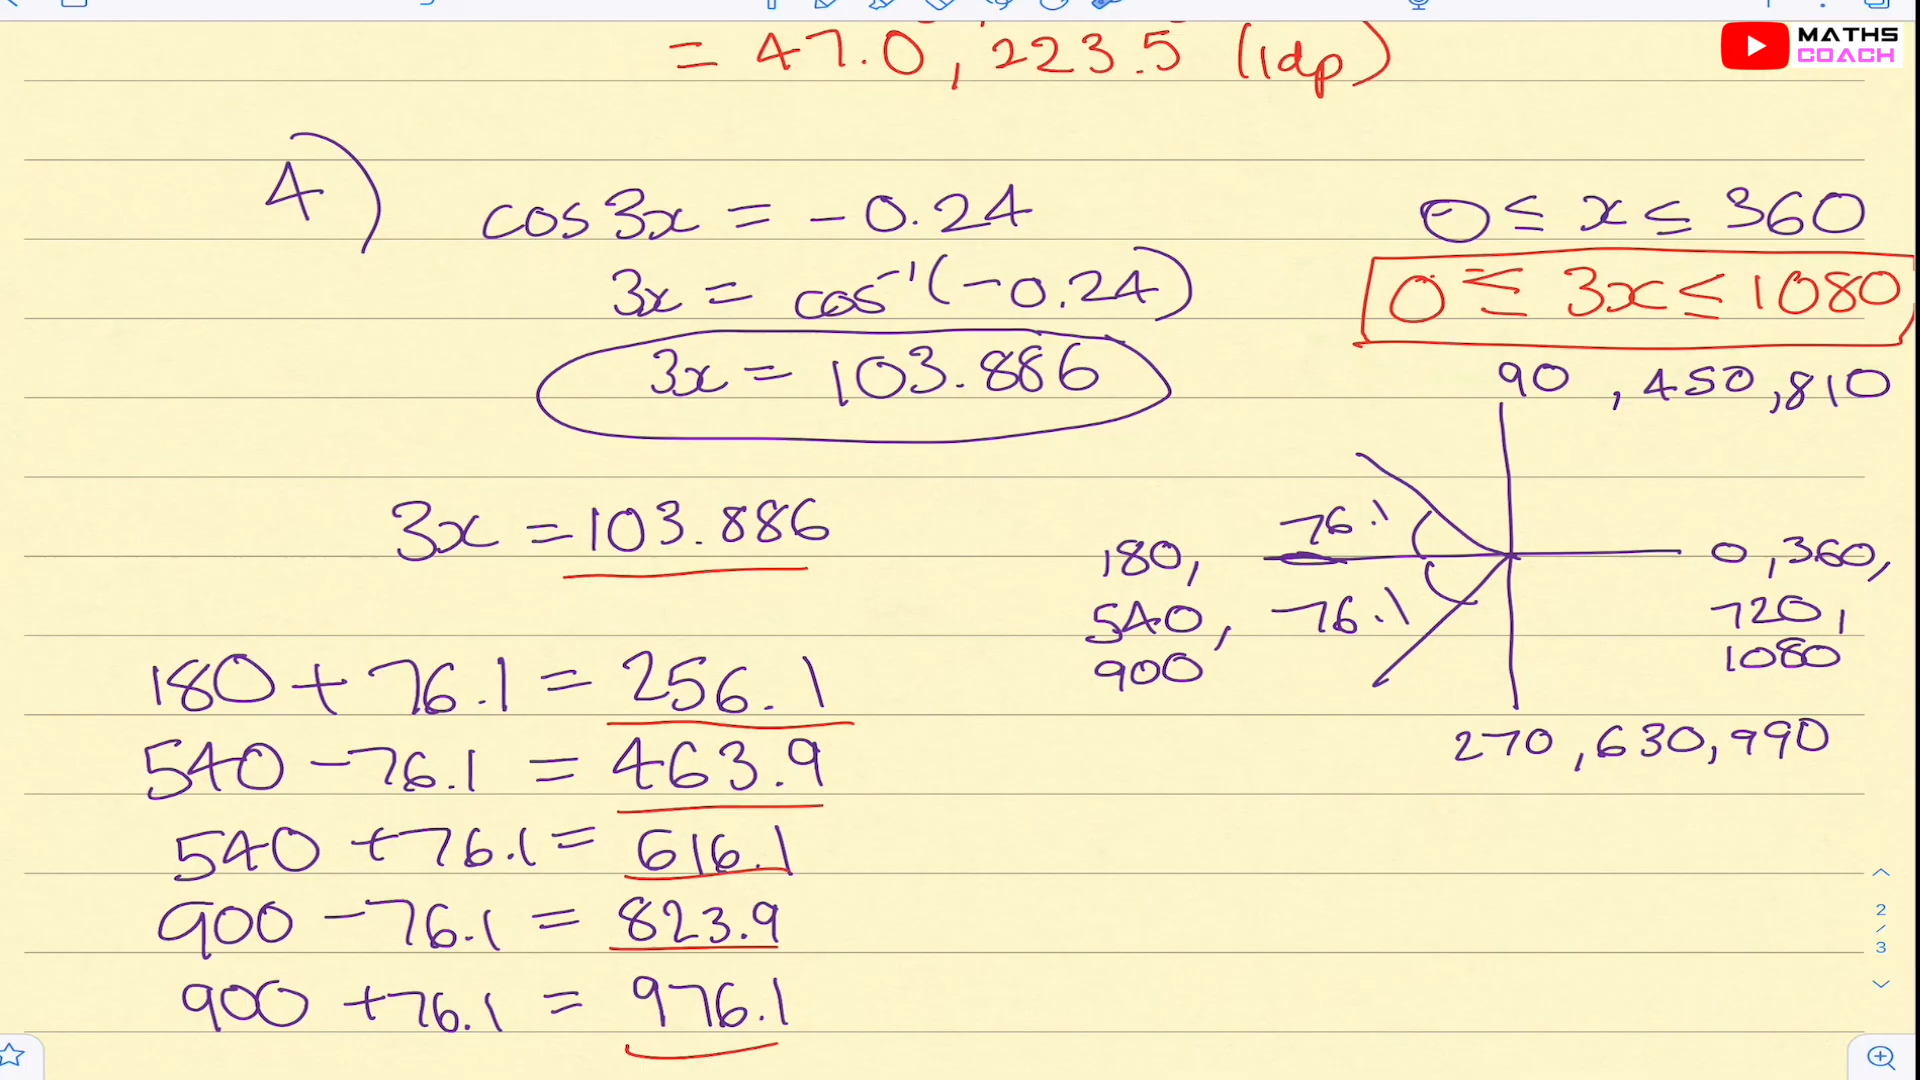 = 47.0, 223.5 (1dp)
MATHS
COACH
4)
cos3x = -0.24
0 ≤ x ≤ 360
3x = cos⁻¹(-0.24)
0 ≤ 3x ≤ 1080
3x = 103.886
90, 450, 810
3x = 103.886
76.1
180,
540,
900
0, 360,
720,
1080
76.1
270, 630, 990
180 + 76.1 = 256.1
540 - 76.1 = 463.9
540 + 76.1 = 616.1
900 - 76.1 = 823.9
900 + 76.1 = 976.1
2
/
3